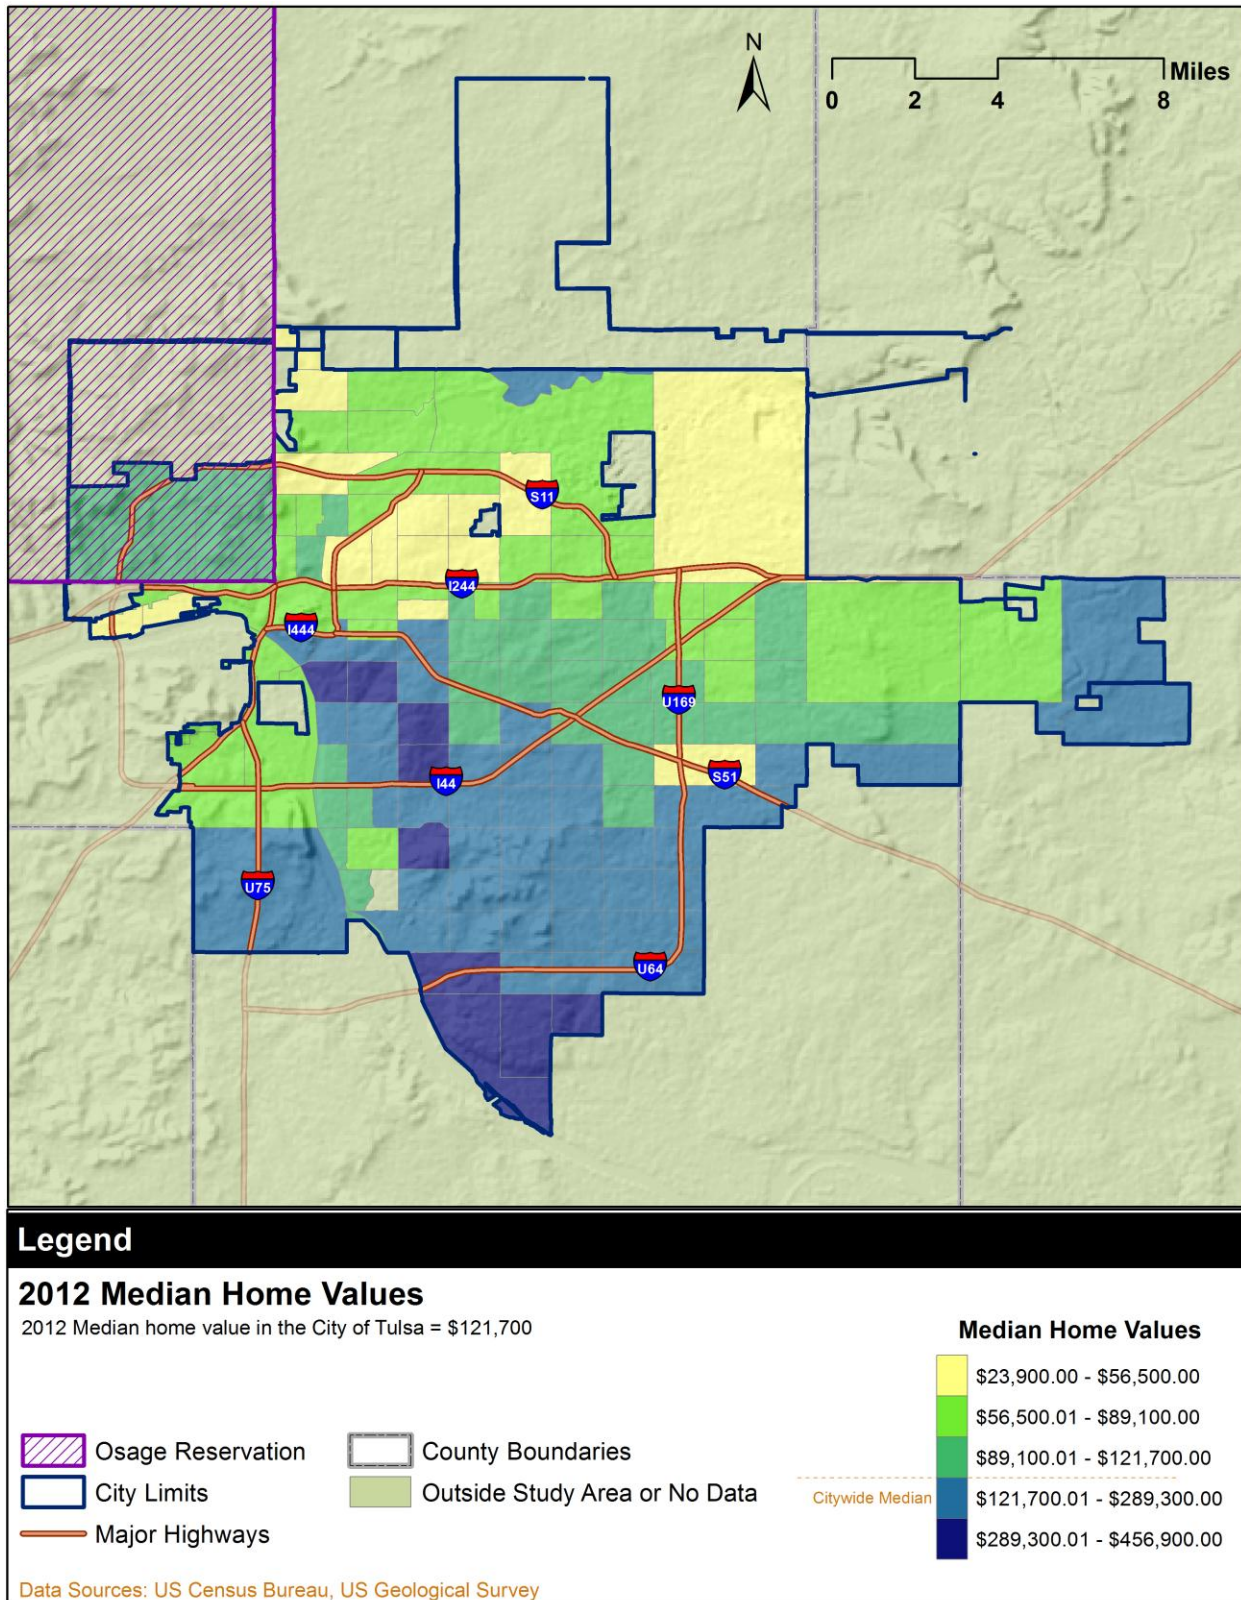 N
Miles
0 2 4 8
S11
I244
I444
U169
S51
I44
U75
U64
Legend
2012 Median Home Values
2012 Median home value in the City of Tulsa = $121,700
Median Home Values
$23,900.00 - $56,500.00
$56,500.01 - $89,100.00
$89,100.01 - $121,700.00
Citywide Median
$121,700.01 - $289,300.00
$289,300.01 - $456,900.00
Osage Reservation
County Boundaries
City Limits
Outside Study Area or No Data
Major Highways
Data Sources: US Census Bureau, US Geological Survey